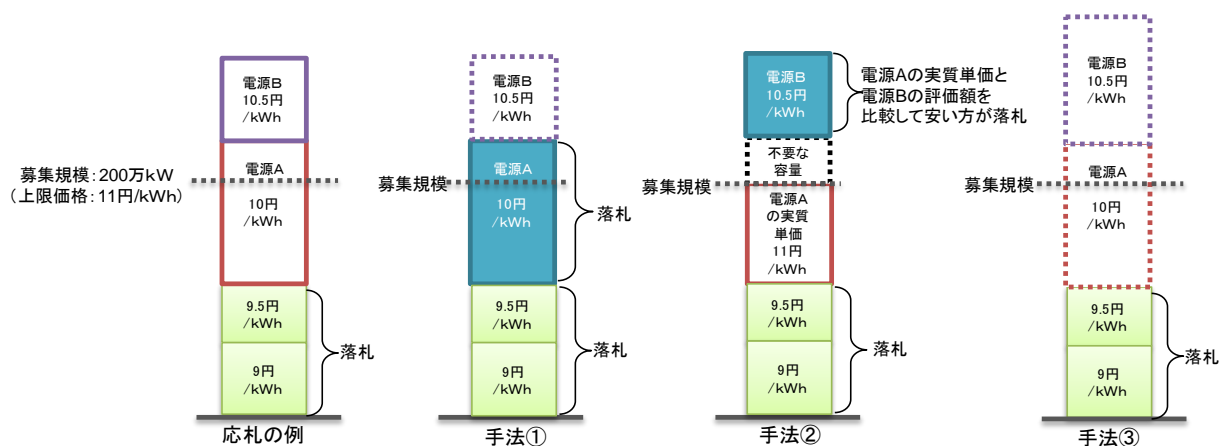 募集規模:200万kW
(上限価格:11円/kWh)
電源B
10.5円
/kWh
電源A
10円
/kWh
9.5円
/kWh
9円
/kWh
落札
応札の例
募集規模
電源B
10.5円
/kWh
電源A
10円
/kWh
落札
9.5円
/kWh
9円
/kWh
落札
手法①
募集規模
電源B
10.5円
/kWh
電源Aの実質単価と
電源Bの評価額を
比較して安い方が落札
不要な
容量
電源A
の実質
単価
11円
/kWh
9.5円
/kWh
9円
/kWh
落札
手法②
募集規模
電源B
10.5円
/kWh
電源A
10円
/kWh
9.5円
/kWh
9円
/kWh
落札
手法③